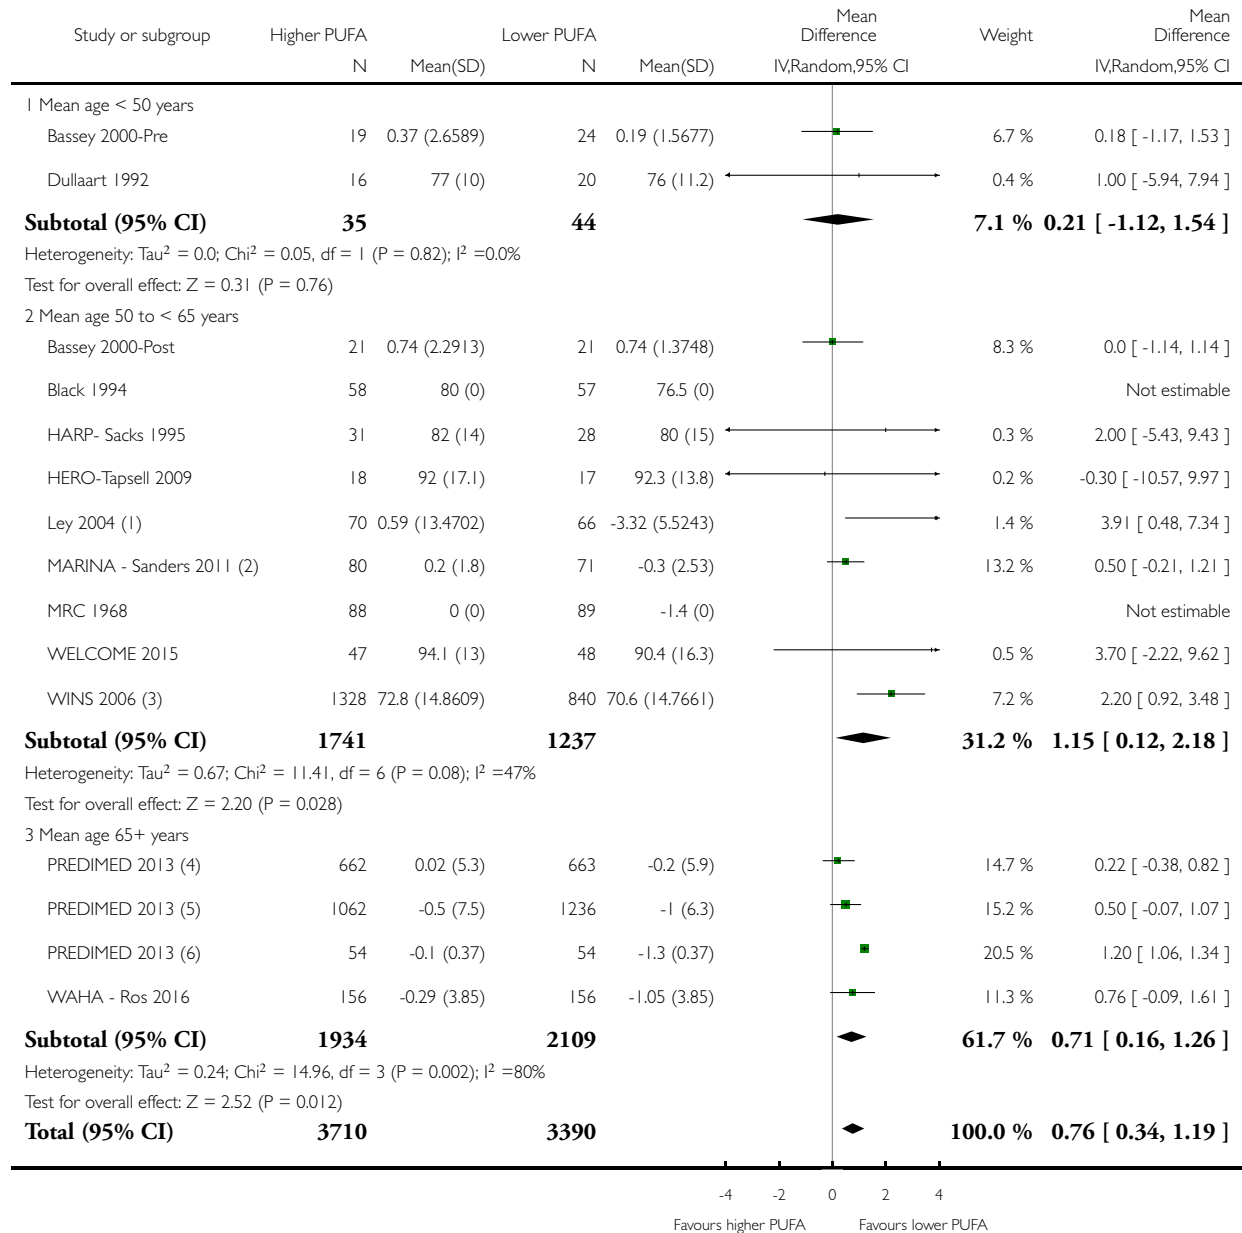 Study or subgroup Higher PUFA Lower PUFA Mean Difference Weight Mean Difference
N Mean(SD) N Mean(SD) IV,Random,95% CI IV,Random,95% CI
1 Mean age < 50 years
Bassey 2000-Pre 19 0.37 (2.6589) 24 0.19 (1.5677) 6.7 % 0.18 [ -1.17, 1.53 ]
Dullaart 1992 16 77 (10) 20 76 (11.2) 0.4 % 1.00 [ -5.94, 7.94 ]
Subtotal (95% CI) 35 44 7.1 % 0.21 [ -1.12, 1.54 ]
Heterogeneity: Tau² = 0.0; Chi² = 0.05, df = 1 (P = 0.82); I² =0.0%
Test for overall effect: Z = 0.31 (P = 0.76)
2 Mean age 50 to < 65 years
Bassey 2000-Post 21 0.74 (2.2913) 21 0.74 (1.3748) 8.3 % 0.0 [ -1.14, 1.14 ]
Black 1994 58 80 (0) 57 76.5 (0) Not estimable
HARP- Sacks 1995 31 82 (14) 28 80 (15) 0.3 % 2.00 [ -5.43, 9.43 ]
HERO-Tapsell 2009 18 92 (17.1) 17 92.3 (13.8) 0.2 % -0.30 [ -10.57, 9.97 ]
Ley 2004 (1) 70 0.59 (13.4702) 66 -3.32 (5.5243) 1.4 % 3.91 [ 0.48, 7.34 ]
MARINA - Sanders 2011 (2) 80 0.2 (1.8) 71 -0.3 (2.53) 13.2 % 0.50 [ -0.21, 1.21 ]
MRC 1968 88 0 (0) 89 -1.4 (0) Not estimable
WELCOME 2015 47 94.1 (13) 48 90.4 (16.3) 0.5 % 3.70 [ -2.22, 9.62 ]
WINS 2006 (3) 1328 72.8 (14.8609) 840 70.6 (14.7661) 7.2 % 2.20 [ 0.92, 3.48 ]
Subtotal (95% CI) 1741 1237 31.2 % 1.15 [ 0.12, 2.18 ]
Heterogeneity: Tau² = 0.67; Chi² = 11.41, df = 6 (P = 0.08); I² =47%
Test for overall effect: Z = 2.20 (P = 0.028)
3 Mean age 65+ years
PREDIMED 2013 (4) 662 0.02 (5.3) 663 -0.2 (5.9) 14.7 % 0.22 [ -0.38, 0.82 ]
PREDIMED 2013 (5) 1062 -0.5 (7.5) 1236 -1 (6.3) 15.2 % 0.50 [ -0.07, 1.07 ]
PREDIMED 2013 (6) 54 -0.1 (0.37) 54 -1.3 (0.37) 20.5 % 1.20 [ 1.06, 1.34 ]
WAHA - Ros 2016 156 -0.29 (3.85) 156 -1.05 (3.85) 11.3 % 0.76 [ -0.09, 1.61 ]
Subtotal (95% CI) 1934 2109 61.7 % 0.71 [ 0.16, 1.26 ]
Heterogeneity: Tau² = 0.24; Chi² = 14.96, df = 3 (P = 0.002); I² =80%
Test for overall effect: Z = 2.52 (P = 0.012)
Total (95% CI) 3710 3390 100.0 % 0.76 [ 0.34, 1.19 ]
-4 -2 0 2 4
Favours higher PUFA Favours lower PUFA